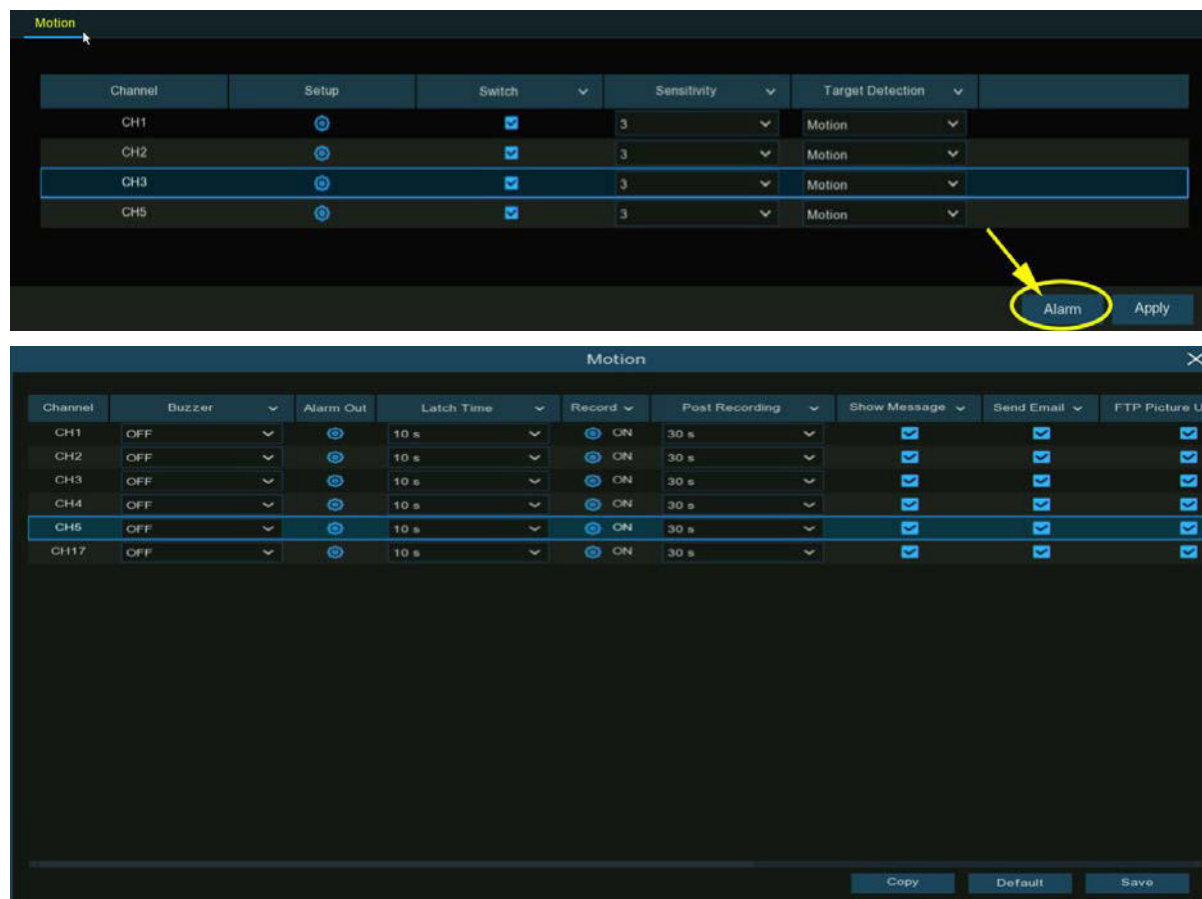 Motion
Channel Setup Switch Sensitivity Target Detection
CH1 3 Motion
CH2 3 Motion
CH3 3 Motion
CH5 3 Motion
Alarm Apply
Motion
Channel Buzzer Alarm Out Latch Time Record Post Recording Show Message Send Email FTP Picture U
CH1 OFF 10 s ON 30 s
CH2 OFF 10 s ON 30 s
CH3 OFF 10 s ON 30 s
CH4 OFF 10 s ON 30 s
CH5 OFF 10 s ON 30 s
CH17 OFF 10 s ON 30 s
Copy Default Save